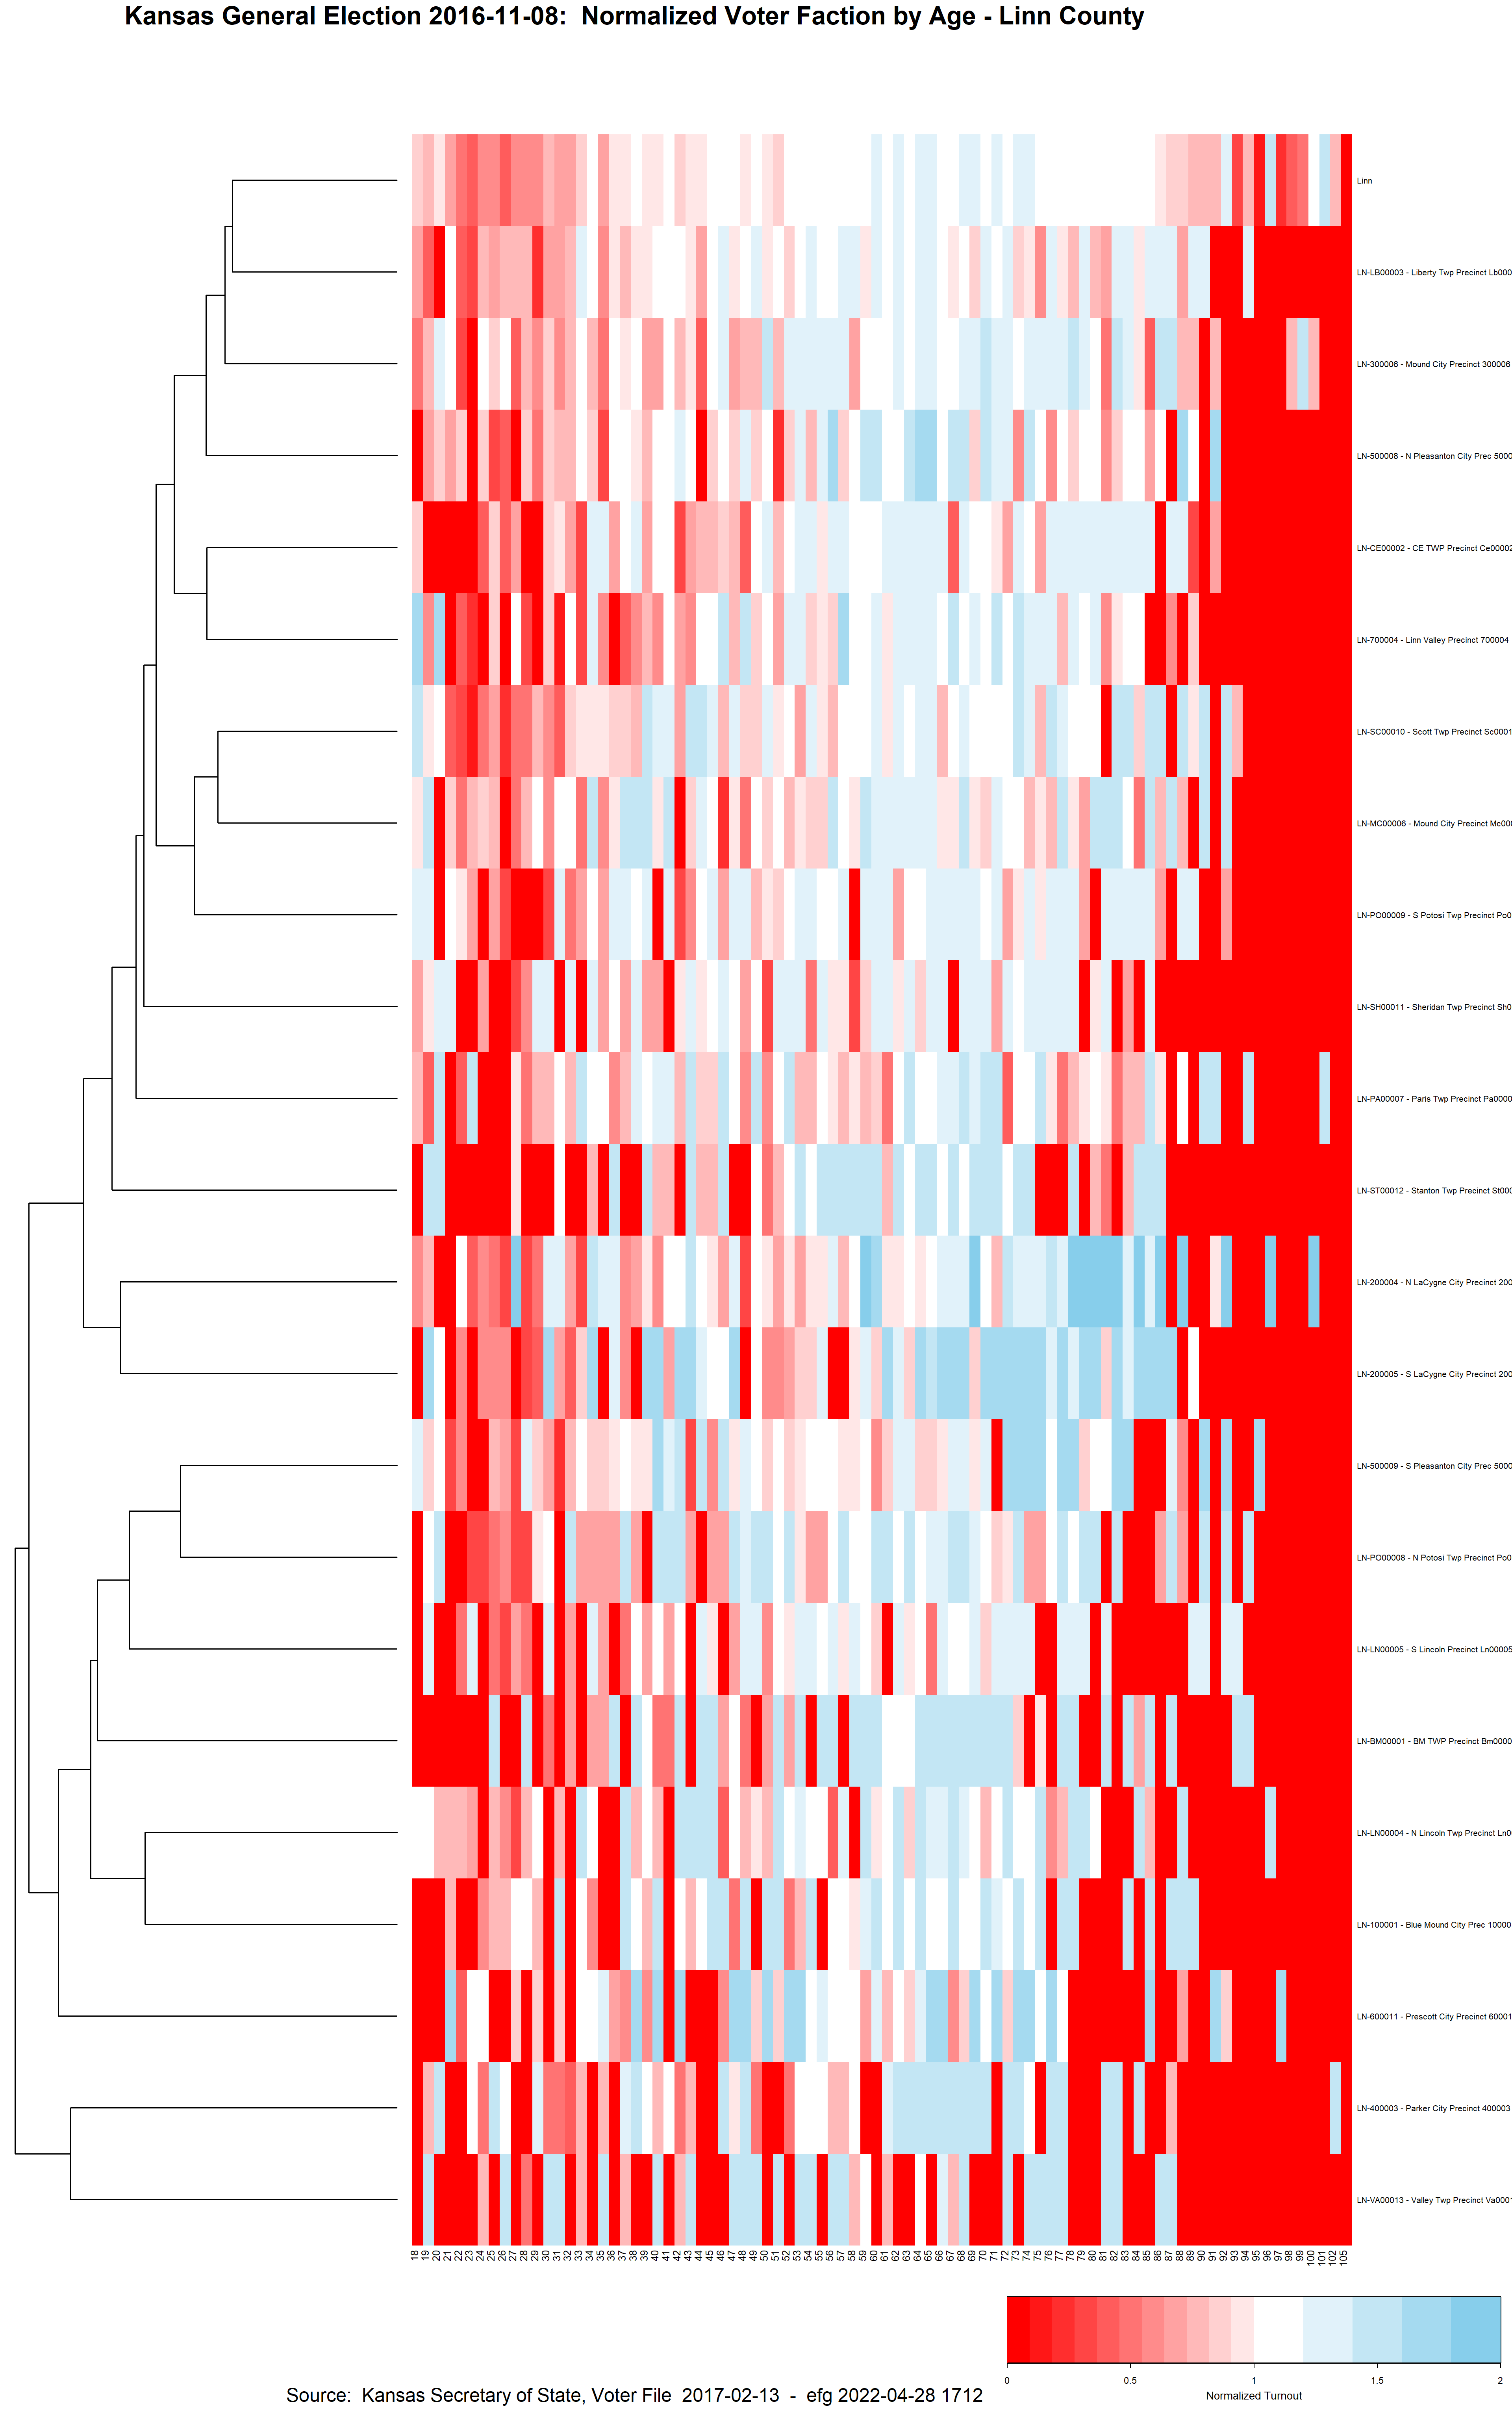 Kansas General Election 2016-11-08:  Normalized Voter Faction by Age - Linn County
Linn
LN-LB00003 - Liberty Twp Precinct Lb000
LN-300006 - Mound City Precinct 300006
LN-500008 - N Pleasanton City Prec 5000
LN-CE00002 - CE TWP Precinct Ce00002
LN-700004 - Linn Valley Precinct 700004
LN-SC00010 - Scott Twp Precinct Sc0001
LN-MC00006 - Mound City Precinct Mc000
LN-PO00009 - S Potosi Twp Precinct Po0
LN-SH00011 - Sheridan Twp Precinct Sh0
LN-PA00007 - Paris Twp Precinct Pa0000
LN-ST00012 - Stanton Twp Precinct St000
LN-200004 - N LaCygne City Precinct 200
LN-200005 - S LaCygne City Precinct 200
LN-500009 - S Pleasanton City Prec 5000
LN-PO00008 - N Potosi Twp Precinct Po0
LN-LN00005 - S Lincoln Precinct Ln00005
LN-BM00001 - BM TWP Precinct Bm0000
LN-LN00004 - N Lincoln Twp Precinct Ln0
LN-100001 - Blue Mound City Prec 10000
LN-600011 - Prescott City Precinct 60001
LN-400003 - Parker City Precinct 400003
LN-VA00013 - Valley Twp Precinct Va0001
18 19 20 21 22 23 24 25 26 27 28 29 30 31 32 33 34 35 36 37 38 39 40 41 42 43 44 45 46 47 48 49 50 51 52 53 54 55 56 57 58 59 60 61 62 63 64 65 66 67 68 69 70 71 72 73 74 75 76 77 78 79 80 81 82 83 84 85 86 87 88 89 90 91 92 93 94 95 96 97 98 99 100 101 102 105
0 0.5 1 1.5 2
Normalized Turnout
Source:  Kansas Secretary of State, Voter File  2017-02-13  -  efg 2022-04-28 1712